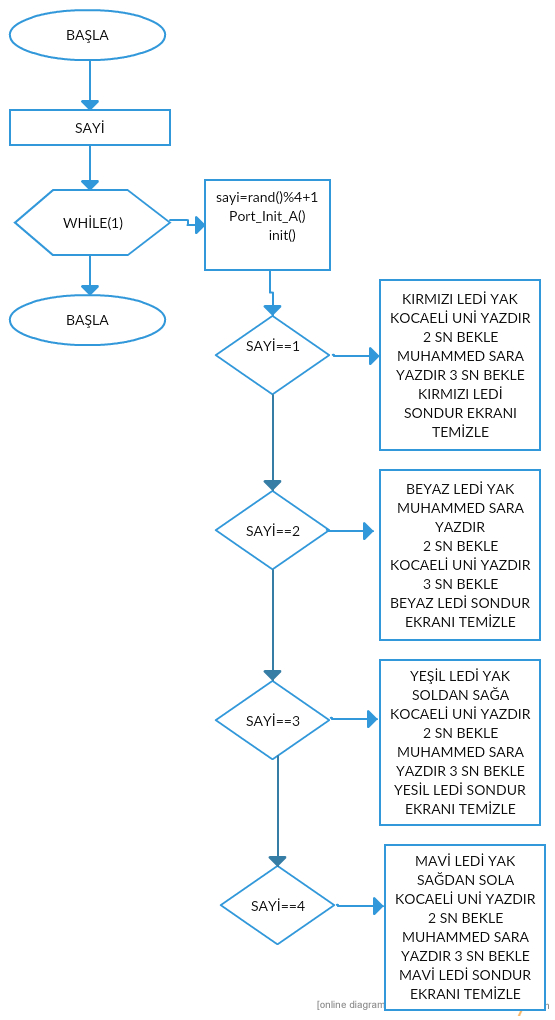 BAŞLA
SAYİ
WHİLE(1)
sayi=rand()%4+1
Port_Init_A()
init()
BAŞLA
SAYİ==1
KIRMIZI LEDİ YAK
KOCAELİ UNİ YAZDIR
2 SN BEKLE
MUHAMMED SARA
YAZDIR 3 SN BEKLE
KIRMIZI LEDİ
SONDUR EKRANI
TEMİZLE
SAYİ==2
BEYAZ LEDİ YAK
MUHAMMED SARA
YAZDIR
2 SN BEKLE
KOCAELİ UNİ YAZDIR
3 SN BEKLE
BEYAZ LEDİ SONDUR
EKRANI TEMİZLE
SAYİ==3
YEŞİL LEDİ YAK
SOLDAN SAĞA
KOCAELİ UNİ YAZDIR
2 SN BEKLE
MUHAMMED SARA
YAZDIR 3 SN BEKLE
YESİL LEDİ SONDUR
EKRANI TEMİZLE
SAYİ==4
MAVİ LEDİ YAK
SAĞDAN SOLA
KOCAELİ UNİ YAZDIR
2 SN BEKLE
MUHAMMED SARA
YAZDIR 3 SN BEKLE
MAVİ LEDİ SONDUR
EKRANI TEMİZLE
[online diagram